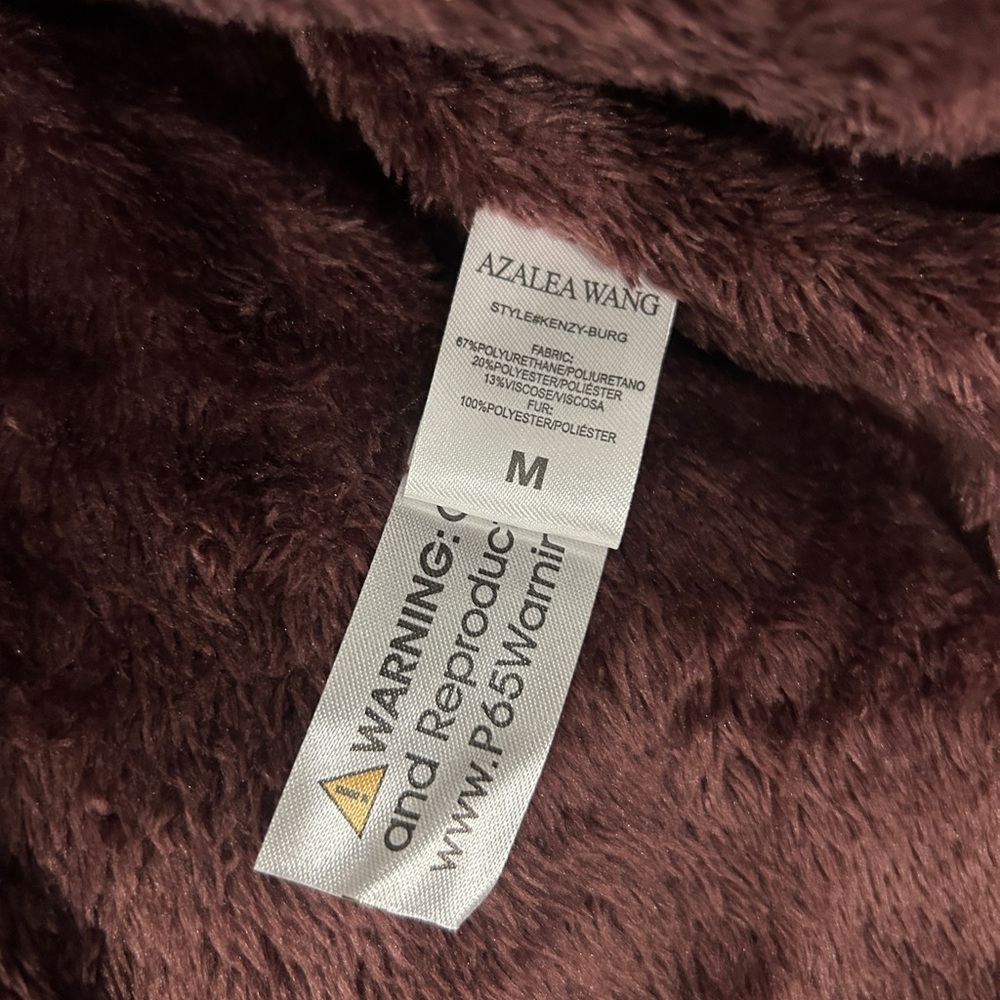 AZALEA WANG
STYLE#KENZY-BURG
FABRIC:
67%POLYURETHANE/POLIURETANO
20%POLYESTER/POLIÉSTER
13%VISCOSE/VISCOSA
FUR:
100%POLYESTER/POLIÉSTER
M
WARNING:
and Reproduc
www.P65Warnin